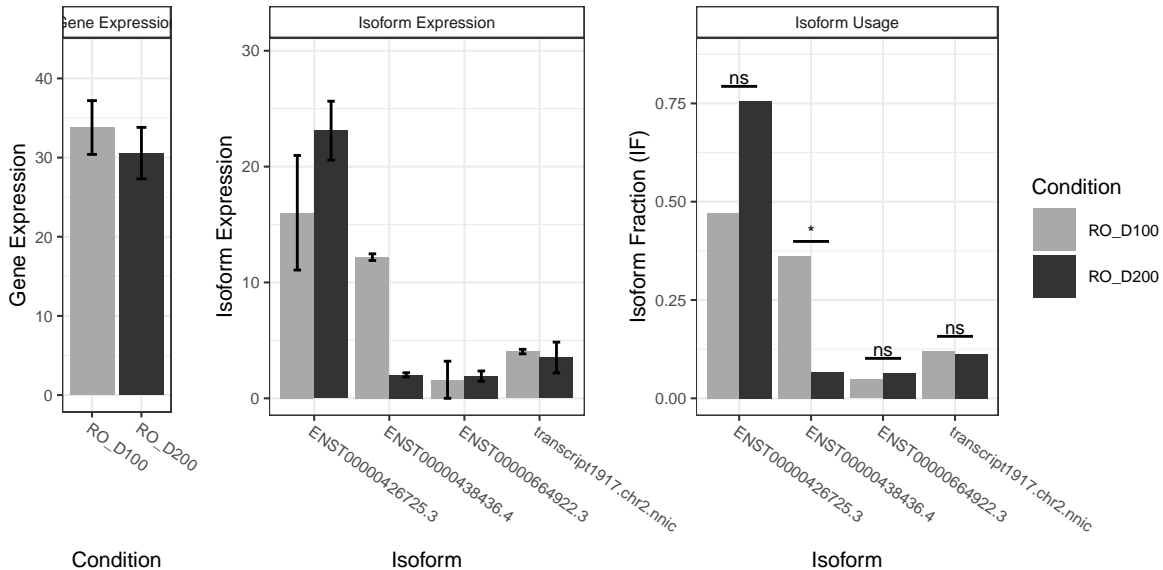 Gene Expression
Isoform Expression
Isoform Usage
Gene Expression
40
30
20
10
0
RO_D100
RO_D200
Condition
Isoform Expression
30
20
10
0
ENST00000426725.3
ENST00000438436.4
ENST00000664922.3
transcript1917.chr2.nnic
Isoform
Isoform Fraction (IF)
0.75
0.50
0.25
0.00
ns
*
ns
ns
ENST00000426725.3
ENST00000438436.4
ENST00000664922.3
transcript1917.chr2.nnic
Isoform
Condition
RO_D100
RO_D200